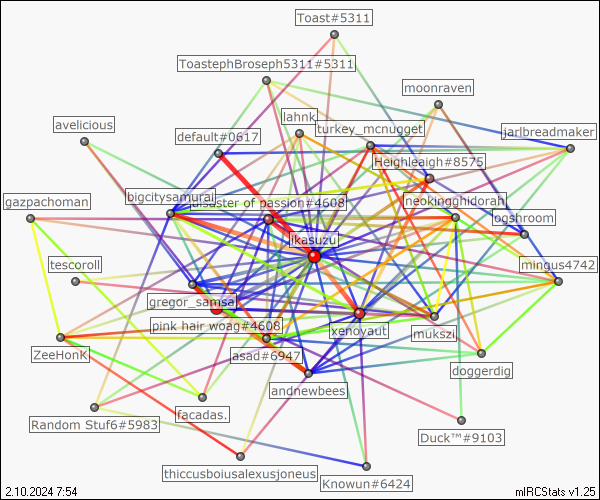 Toast#5311
ToastephBroseph5311#5311
moonraven
avelicious
lahnk
turkey_mcnugget
default#0617
jarlbreadmaker
Heighleaigh#8575
bigcitysamurai
disaster of passion#4608
neokingghidorah
gazpachoman
ogshroom
ikasuzu
tescoroll
mingus4742
gregor_samsa
pink hair woag#4608
xenovaut
mukszi
ZeeHonK
asad#6947
doggerdig
andnewbees
facadas.
Random Stuf6#5983
Duck™#9103
thiccusboiusalexusjoneus
Knowun#6424
2.10.2024 7:54
mIRCStats v1.25